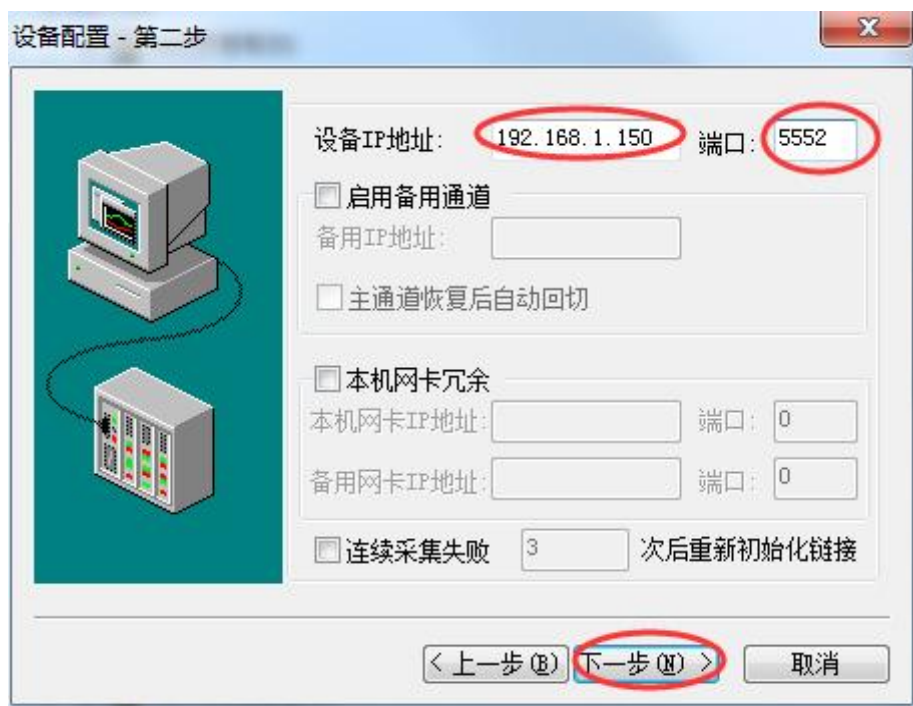 设备配置 - 第二步
设备IP地址: 192.168.1.150 端口: 5552
启用备用通道
备用IP地址:
主通道恢复后自动回切
本机网卡冗余
本机网卡IP地址: 端口: 0
备用网卡IP地址: 端口: 0
连续采集失败 3 次后重新初始化链接
< 上一步(B) 下一步(N) > 取消